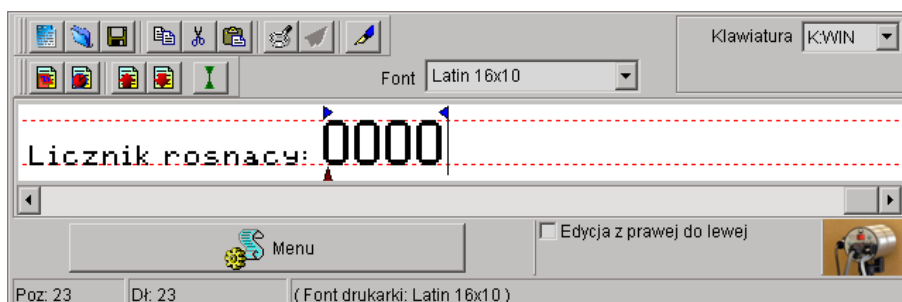 Klawiatura K:WIN
Font Latin 16x10
Licznik rosnacy: 0000
Menu
Edycja z prawej do lewej
Poz: 23 Dł: 23 ( Font drukarki: Latin 16x10 )